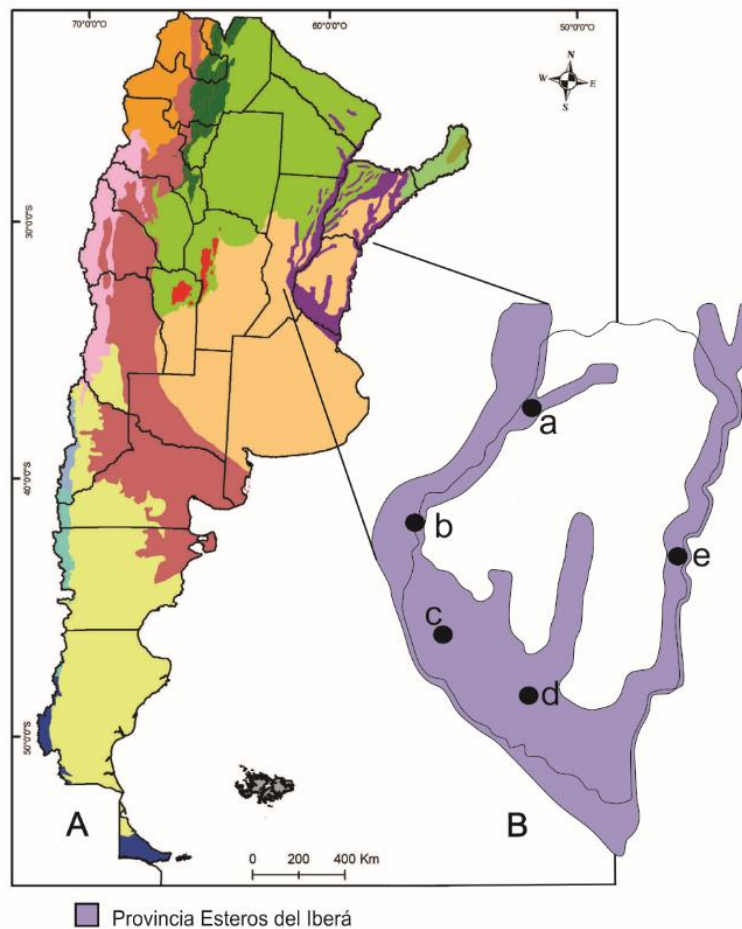 70°0'0"O 60°0'0"O 50°0'0"O
N
W E
S
30°0'0"S
a
b
e
c
40°0'0"S
d
50°0'0"S
A B
0 200 400 Km
Provincia Esteros del Iberá